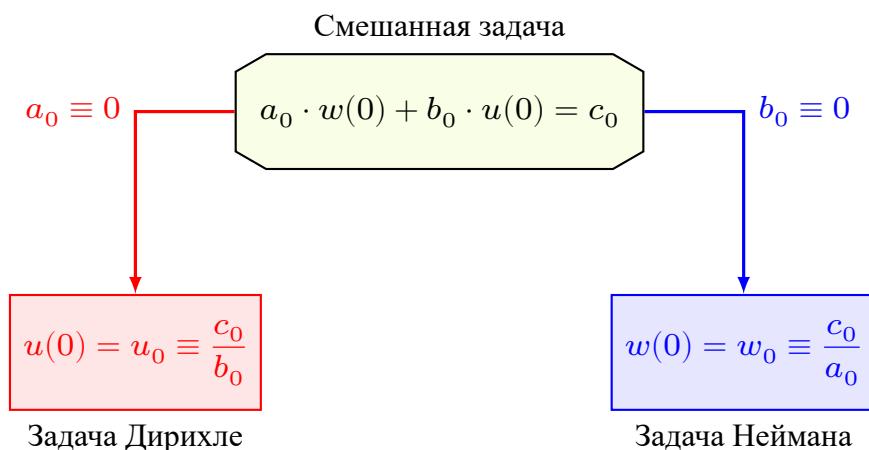 Смешанная задача
a₀ ≡ 0
a₀ · w(0) + b₀ · u(0) = c₀
b₀ ≡ 0
u(0) = u₀ ≡ c₀/b₀
w(0) = w₀ ≡ c₀/a₀
Задача Дирихле
Задача Неймана